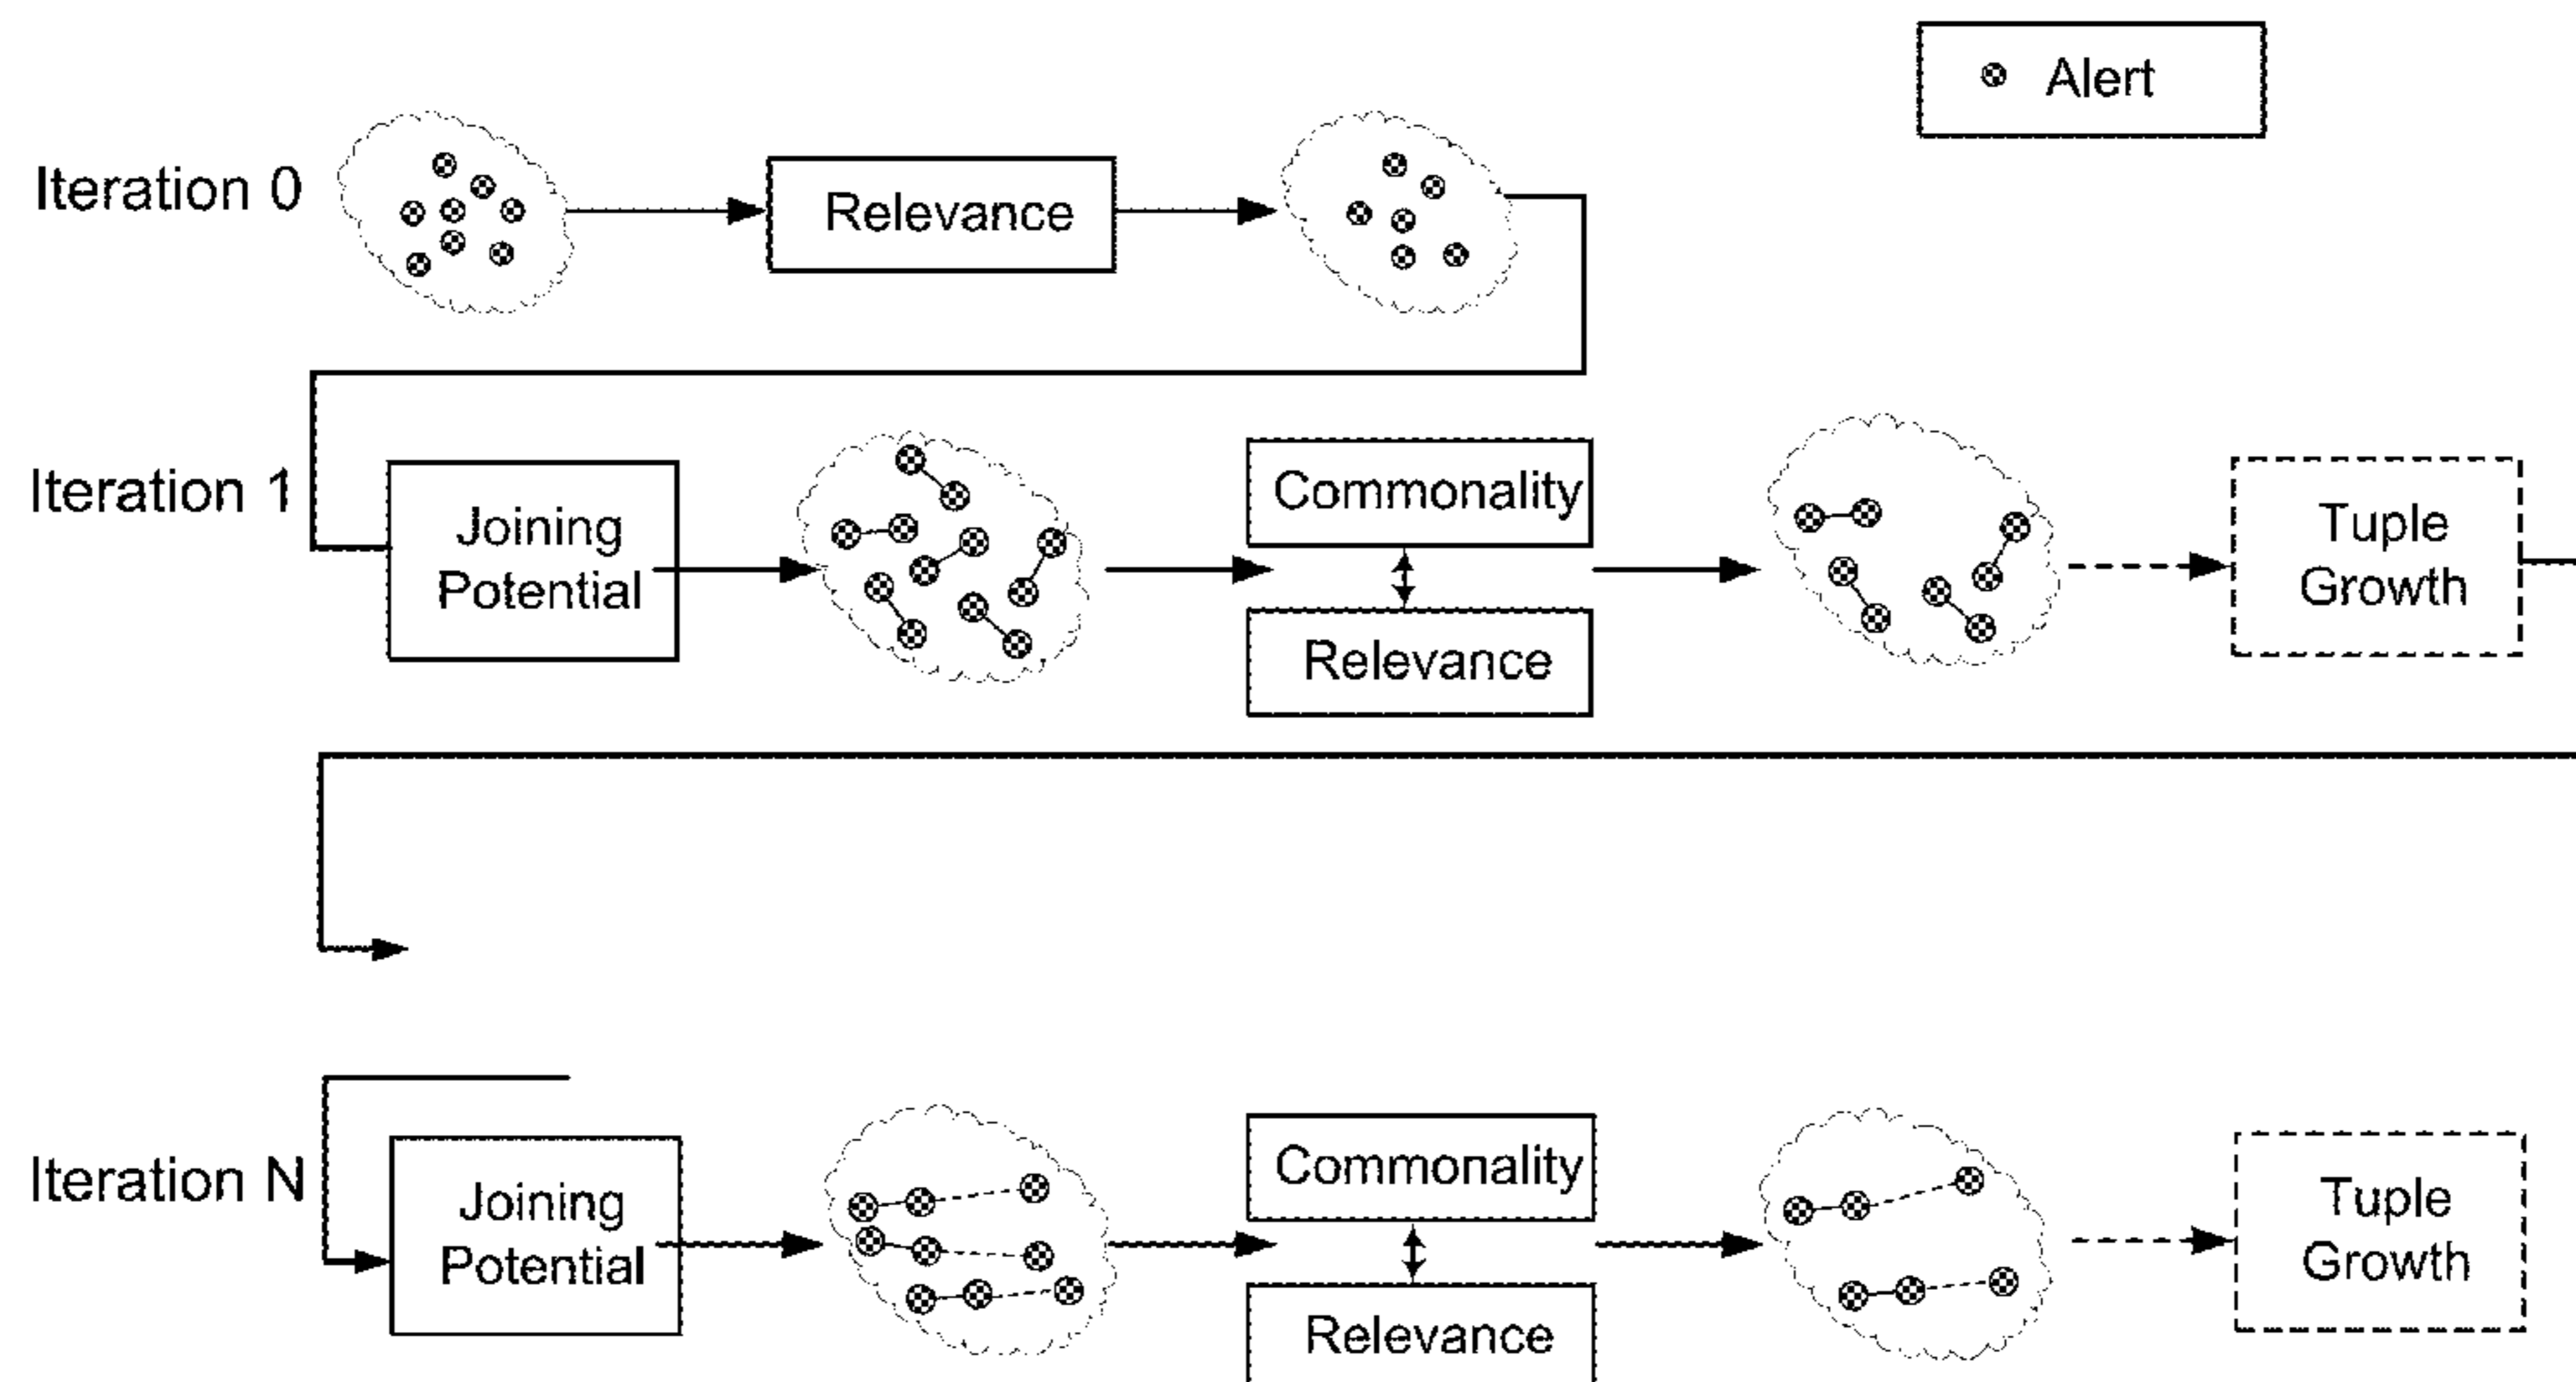 Alert
Iteration 0
Relevance
Iteration 1
Joining
Potential
Commonality
Relevance
Tuple
Growth
Iteration N
Joining
Potential
Commonality
Relevance
Tuple
Growth